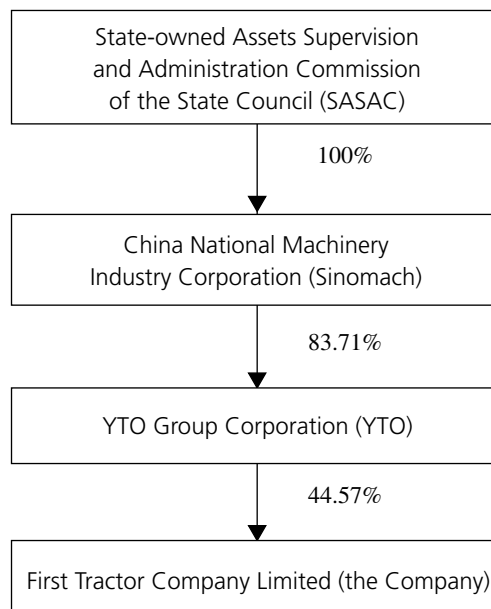 State-owned Assets Supervision
and Administration Commission
of the State Council (SASAC)
100%
China National Machinery
Industry Corporation (Sinomach)
83.71%
YTO Group Corporation (YTO)
44.57%
First Tractor Company Limited (the Company)